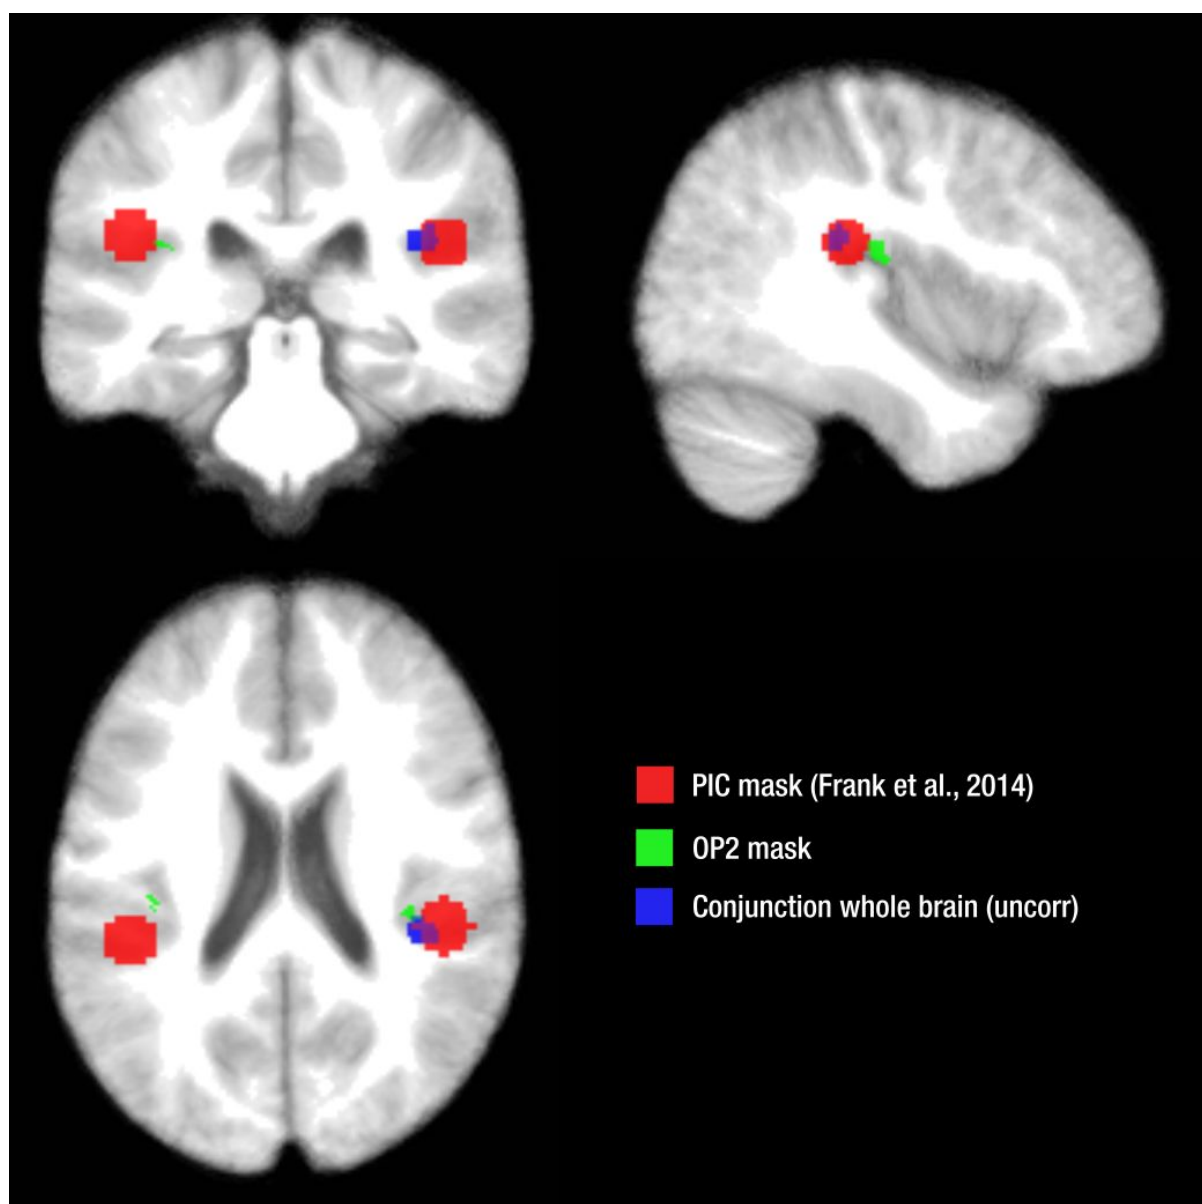 PIC mask (Frank et al., 2014)
OP2 mask
Conjunction whole brain (uncorr)